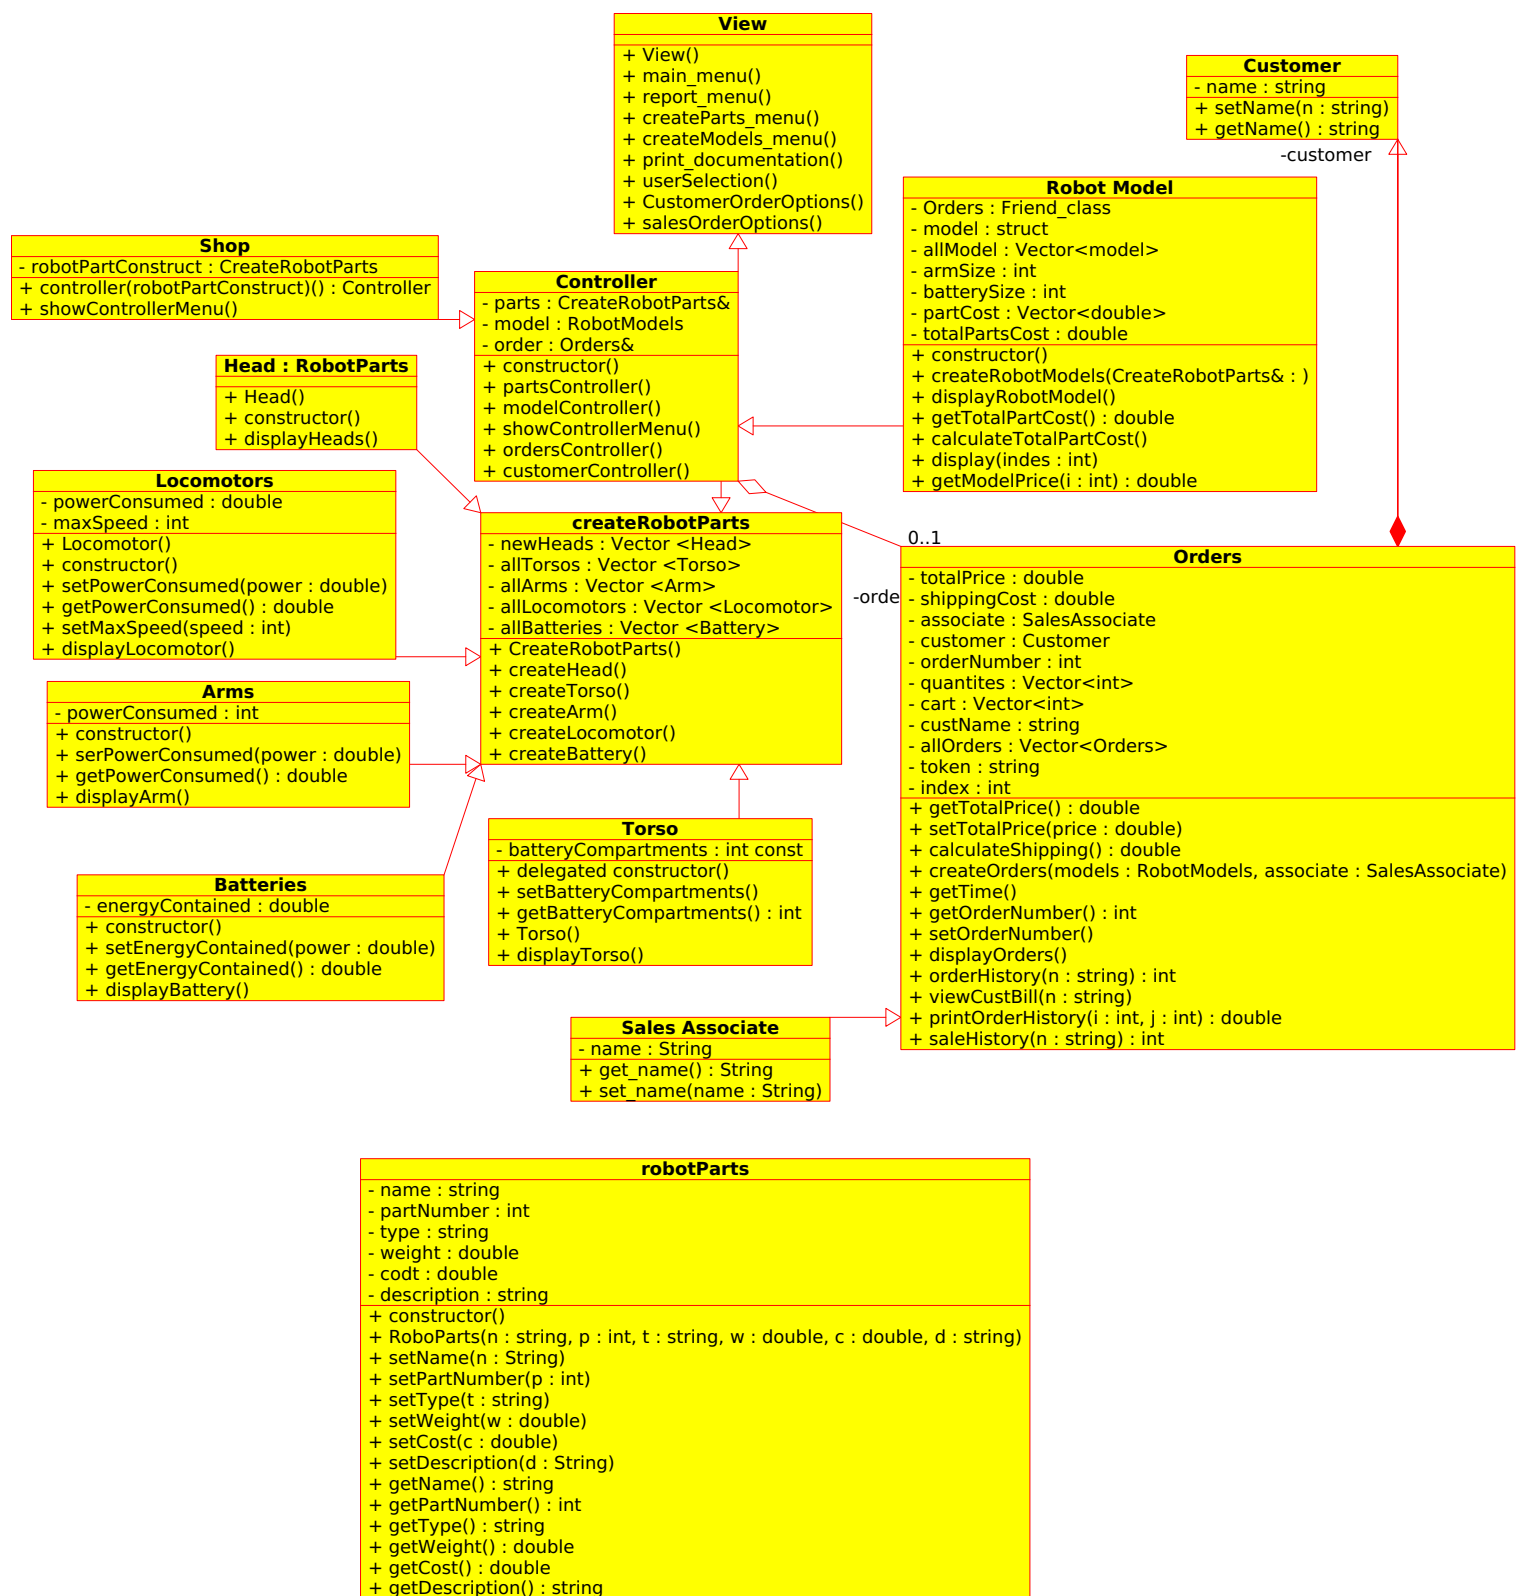 View
+ View()
+ main_menu()
+ report_menu()
+ createParts_menu()
+ createModels_menu()
+ print_documentation()
+ userSelection()
+ CustomerOrderOptions()
+ salesOrderOptions()
Customer
- name : string
+ setName(n : string)
+ getName() : string
-customer
Robot Model
- Orders : Friend_class
- model : struct
- allModel : Vector<model>
- armSize : int
- batterySize : int
- partCost : Vector<double>
- totalPartsCost : double
+ constructor()
+ createRobotModels(CreateRobotParts& : )
+ displayRobotModel()
+ getTotalPartCost() : double
+ calculateTotalPartCost()
+ display(indes : int)
+ getModelPrice(i : int) : double
Shop
- robotPartConstruct : CreateRobotParts
+ controller(robotPartConstruct)() : Controller
+ showControllerMenu()
Controller
- parts : CreateRobotParts&
- model : RobotModels
- order : Orders&
+ constructor()
+ partsController()
+ modelController()
+ showControllerMenu()
+ ordersController()
+ customerController()
Head : RobotParts
+ Head()
+ constructor()
+ displayHeads()
Locomotors
- powerConsumed : double
- maxSpeed : int
+ Locomotor()
+ constructor()
+ setPowerConsumed(power : double)
+ getPowerConsumed() : double
+ setMaxSpeed(speed : int)
+ displayLocomotor()
createRobotParts
- newHeads : Vector <Head>
- allTorsos : Vector <Torso>
- allArms : Vector <Arm>
- allLocomotors : Vector <Locomotor>
- allBatteries : Vector <Battery>
+ CreateRobotParts()
+ createHead()
+ createTorso()
+ createArm()
+ createLocomotor()
+ createBattery()
0..1
-orde
Orders
- totalPrice : double
- shippingCost : double
- associate : SalesAssociate
- customer : Customer
- orderNumber : int
- quantites : Vector<int>
- cart : Vector<int>
- custName : string
- allOrders : Vector<Orders>
- token : string
- index : int
+ getTotalPrice() : double
+ setTotalPrice(price : double)
+ calculateShipping() : double
+ createOrders(models : RobotModels, associate : SalesAssociate)
+ getTime()
+ getOrderNumber() : int
+ setOrderNumber()
+ displayOrders()
+ orderHistory(n : string) : int
+ viewCustBill(n : string)
+ printOrderHistory(i : int, j : int) : double
+ saleHistory(n : string) : int
Arms
- powerConsumed : int
+ constructor()
+ serPowerConsumed(power : double)
+ getPowerConsumed() : double
+ displayArm()
Torso
- batteryCompartments : int const
+ delegated constructor()
+ setBatteryCompartments()
+ getBatteryCompartments() : int
+ Torso()
+ displayTorso()
Batteries
- energyContained : double
+ constructor()
+ setEnergyContained(power : double)
+ getEnergyContained() : double
+ displayBattery()
Sales Associate
- name : String
+ get_name() : String
+ set_name(name : String)
robotParts
- name : string
- partNumber : int
- type : string
- weight : double
- codt : double
- description : string
+ constructor()
+ RoboParts(n : string, p : int, t : string, w : double, c : double, d : string)
+ setName(n : String)
+ setPartNumber(p : int)
+ setType(t : string)
+ setWeight(w : double)
+ setCost(c : double)
+ setDescription(d : String)
+ getName() : string
+ getPartNumber() : int
+ getType() : string
+ getWeight() : double
+ getCost() : double
+ getDescription() : string